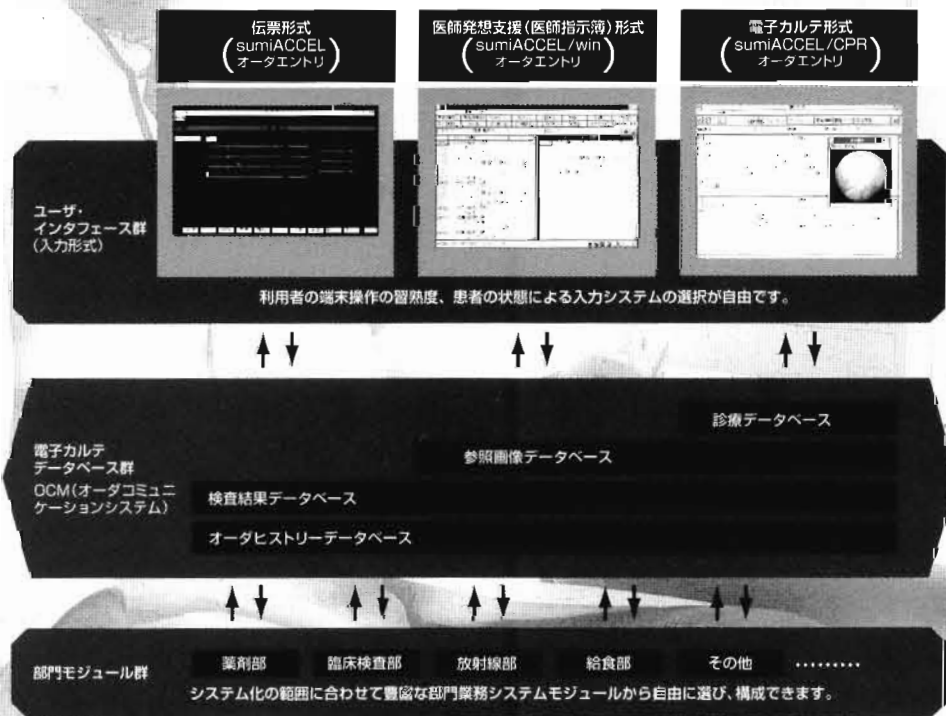 伝票形式
(sumiACCEL
オータエントリ)
医師発想支援(医師指示簿)形式
(sumiACCEL/win
オータエントリ)
電子カルテ形式
(sumiACCEL/CPR
オータエントリ)
ユーザ・
インタフェース群
(入力形式)
利用者の端末操作の習熟度、患者の状態による入力システムの選択が自由です。
電子カルテ
データベース群
OCM(オーダコミュニ
ケーションシステム)
診療データベース
参照画像データベース
検査結果データベース
オーダヒストリーデータベース
部門モジュール群
薬剤部
臨床検査部
放射線部
給食部
その他
………
システム化の範囲に合わせて豊富な部門業務システムモジュールから自由に選び、構成できます。